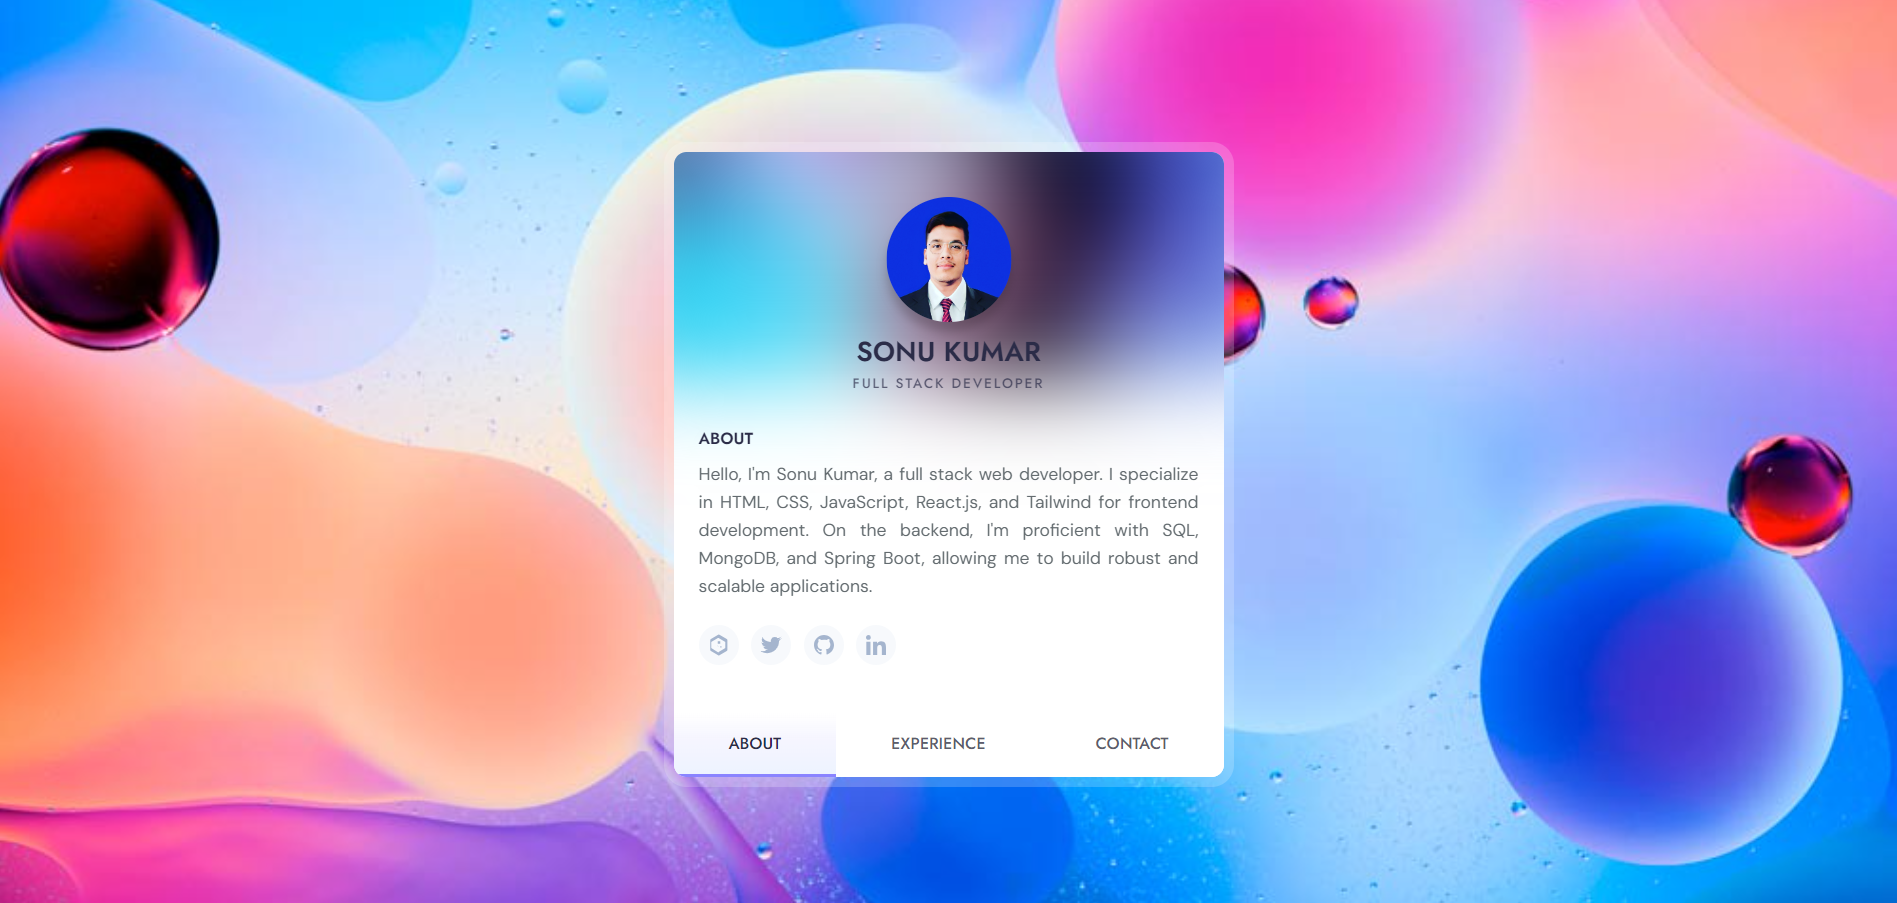 SONU KUMAR
FULL STACK DEVELOPER
ABOUT
Hello, I'm Sonu Kumar, a full stack web developer. I specialize
in HTML, CSS, JavaScript, React.js, and Tailwind for frontend
development. On the backend, I'm proficient with SQL,
MongoDB, and Spring Boot, allowing me to build robust and
scalable applications.
in
ABOUT EXPERIENCE CONTACT